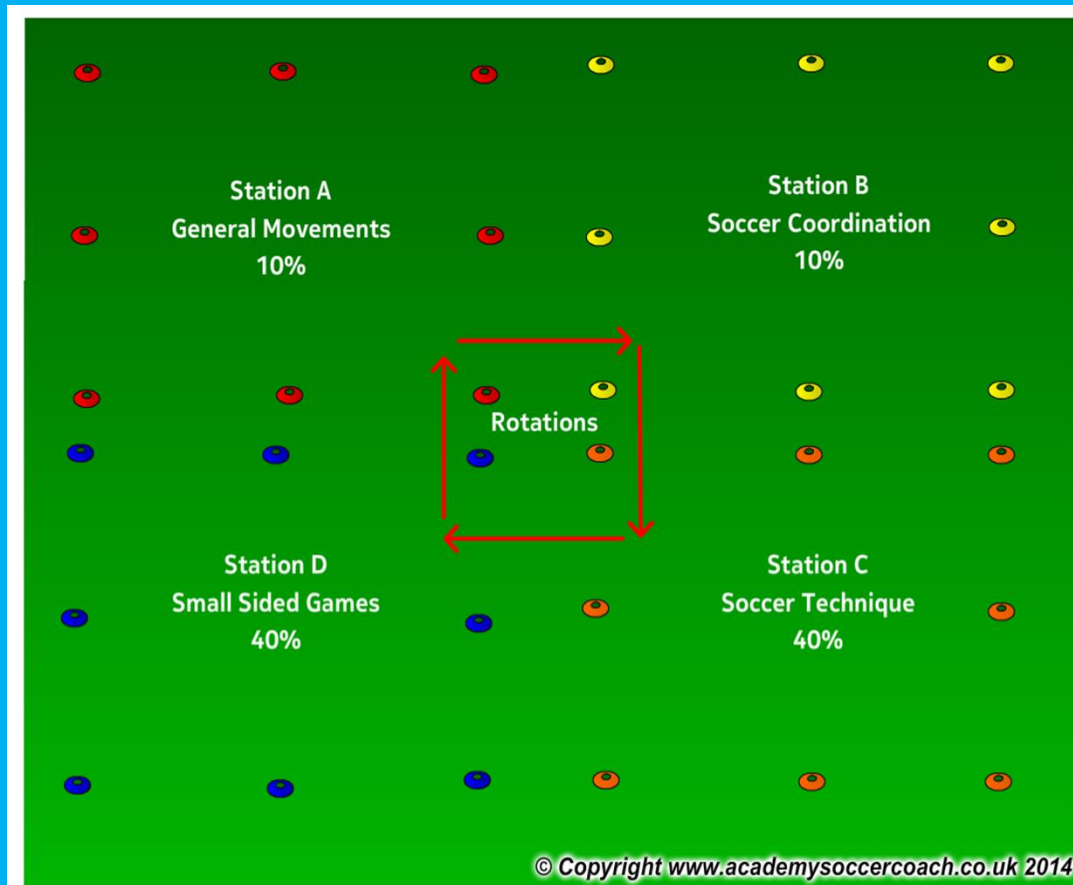 Station A
General Movements
10%
Station B
Soccer Coordination
10%
Rotations
Station D
Small Sided Games
40%
Station C
Soccer Technique
40%
© Copyright www.academysoccercoach.co.uk 2014